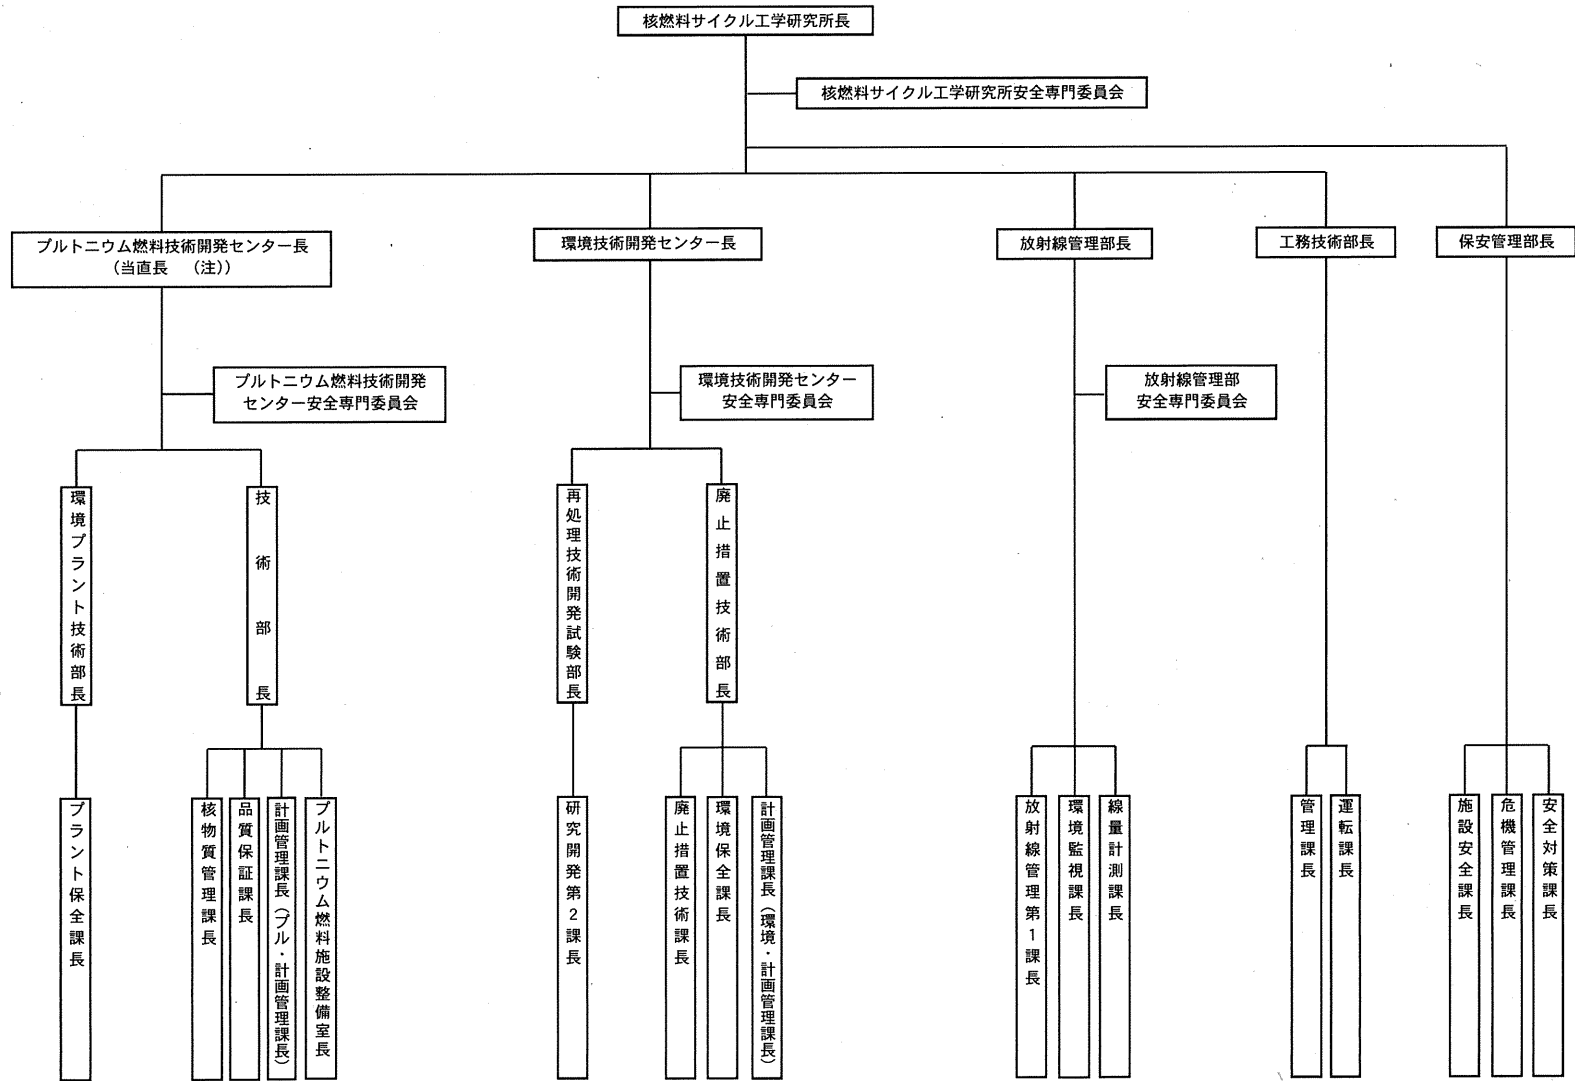 核燃料サイクル工学研究所長
核燃料サイクル工学研究所安全専門委員会
プルトニウム燃料技術開発センター長
（当直長　（注））
環境技術開発センター長
放射線管理部長
工務技術部長
保安管理部長
プルトニウム燃料技術開発
センター安全専門委員会
環境技術開発センター
安全専門委員会
放射線管理部
安全専門委員会
環境プラント技術部長
技術部長
再処理技術開発試験部長
廃止措置技術部長
プラント保全課長
核物質管理課長
品質保証課長
計画管理課長（プル・計画管理課長）
プルトニウム燃料施設整備室長
研究開発第2課長
廃止措置技術課長
環境保全課長
計画管理課長（環境・計画管理課長）
放射線管理第1課長
環境監視課長
線量計測課長
管理課長
運転課長
施設安全課長
危機管理課長
安全対策課長